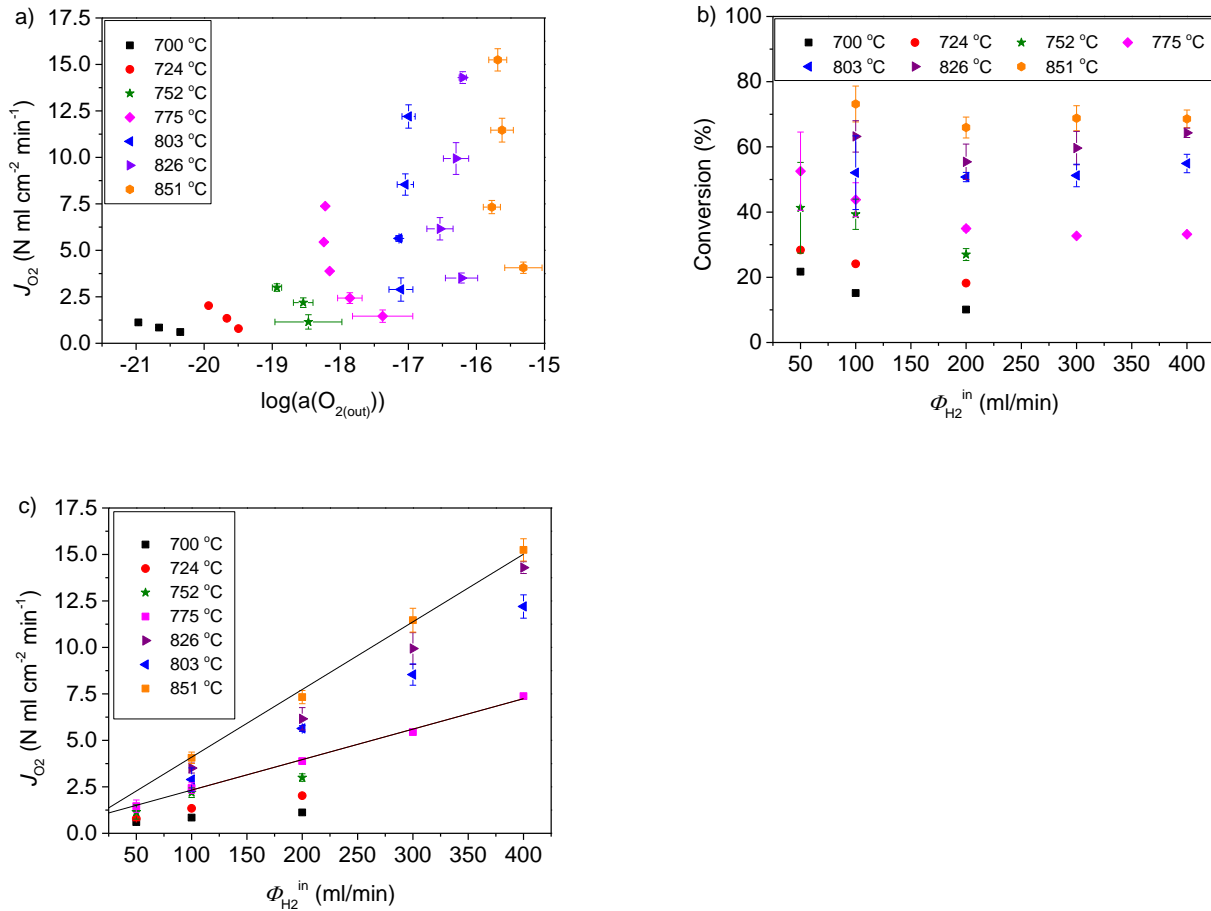 a)
17.5
15.0
12.5
10.0
7.5
5.0
2.5
0.0
J_O2 (N ml cm⁻² min⁻¹)
700 °C
724 °C
752 °C
775 °C
803 °C
826 °C
851 °C
-21 -20 -19 -18 -17 -16 -15
log(a(O₂₍out₎))
b)
100
80
60
40
20
0
Conversion (%)
700 °C 724 °C 752 °C 775 °C
803 °C 826 °C 851 °C
50 100 150 200 250 300 350 400
Φ_H2^in (ml/min)
c)
17.5
15.0
12.5
10.0
7.5
5.0
2.5
0.0
J_O2 (N ml cm⁻² min⁻¹)
700 °C
724 °C
752 °C
775 °C
826 °C
803 °C
851 °C
50 100 150 200 250 300 350 400
Φ_H2^in (ml/min)